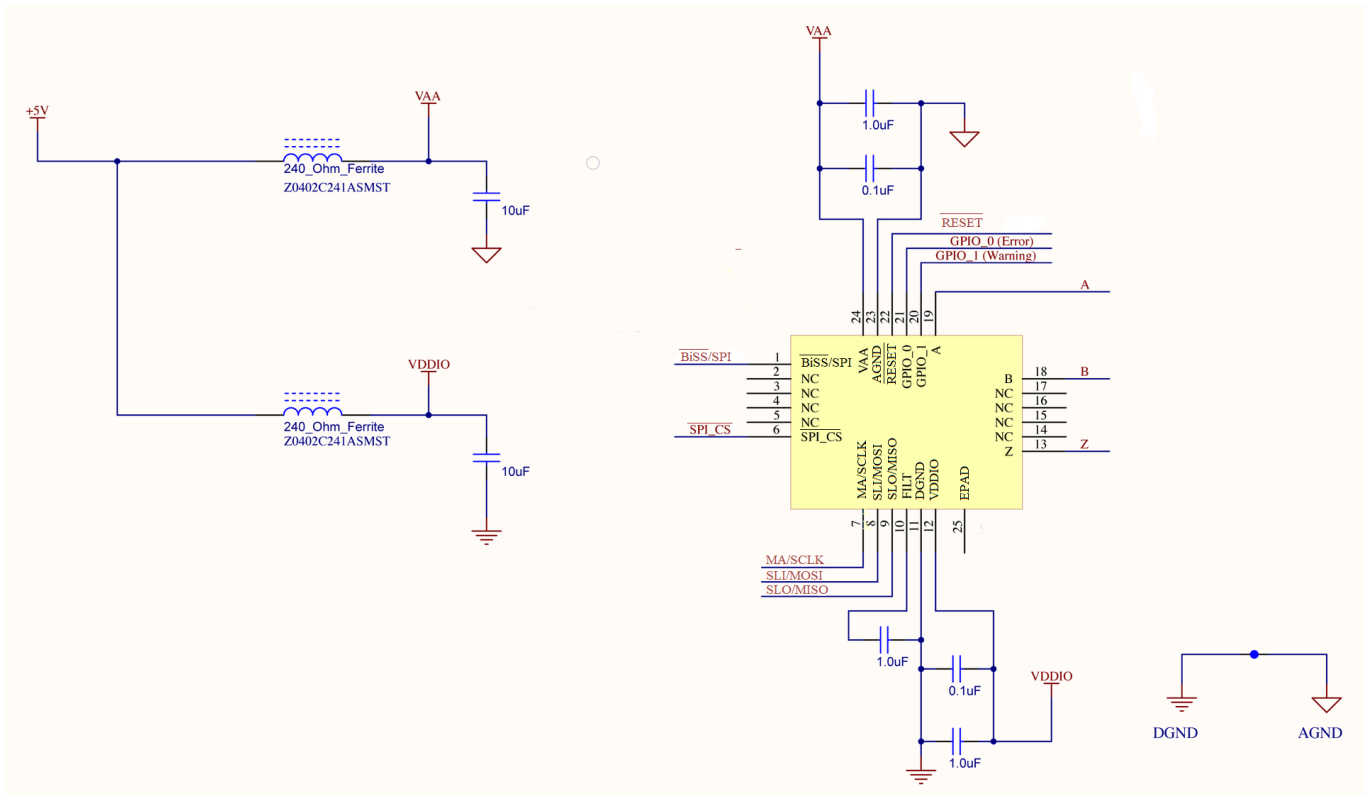 +5V
VAA
240_Ohm_Ferrite
Z0402C241ASMST
10uF
VDDIO
240_Ohm_Ferrite
Z0402C241ASMST
10uF
VAA
1.0uF
0.1uF
RESET
GPIO_0 (Error)
GPIO_1 (Warning)
A
24
23
22
21
20
19
VAA
AGND
RESET
GPIO_0
GPIO_1
A
BiSS/SPI
1
BiSS/SPI
2
NC
3
NC
4
NC
5
NC
SPI_CS
6
SPI_CS
B
18
B
NC
17
NC
16
NC
15
NC
14
Z
13
Z
MA/SCLK
SLI/MOSI
SLO/MISO
FILT
DGND
VDDIO
EPAD
7
8
9
10
11
12
25
MA/SCLK
SLI/MOSI
SLO/MISO
1.0uF
0.1uF
VDDIO
1.0uF
DGND
AGND